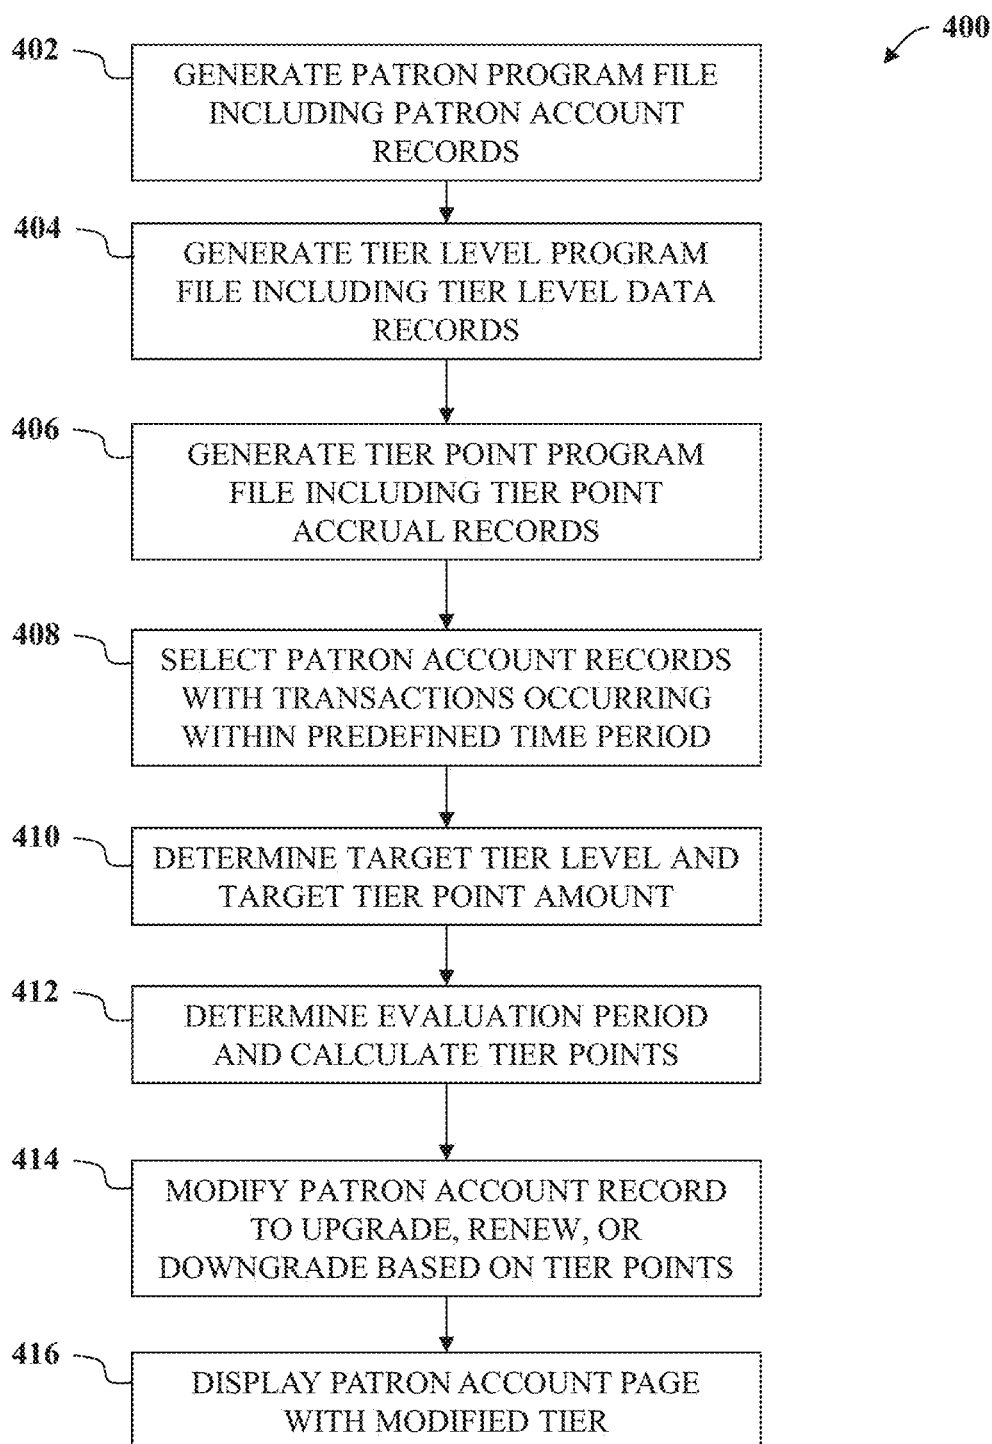 400
402
GENERATE PATRON PROGRAM FILE
INCLUDING PATRON ACCOUNT
RECORDS
404
GENERATE TIER LEVEL PROGRAM
FILE INCLUDING TIER LEVEL DATA
RECORDS
406
GENERATE TIER POINT PROGRAM
FILE INCLUDING TIER POINT
ACCRUAL RECORDS
408
SELECT PATRON ACCOUNT RECORDS
WITH TRANSACTIONS OCCURRING
WITHIN PREDEFINED TIME PERIOD
410
DETERMINE TARGET TIER LEVEL AND
TARGET TIER POINT AMOUNT
412
DETERMINE EVALUATION PERIOD
AND CALCULATE TIER POINTS
414
MODIFY PATRON ACCOUNT RECORD
TO UPGRADE, RENEW, OR
DOWNGRADE BASED ON TIER POINTS
416
DISPLAY PATRON ACCOUNT PAGE
WITH MODIFIED TIER